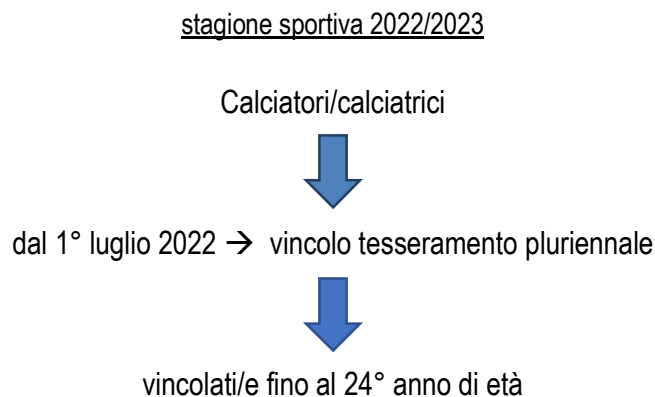 stagione sportiva 2022/2023
Calciatori/calciatrici
dal 1° luglio 2022 → vincolo tesseramento pluriennale
vincolati/e fino al 24° anno di età